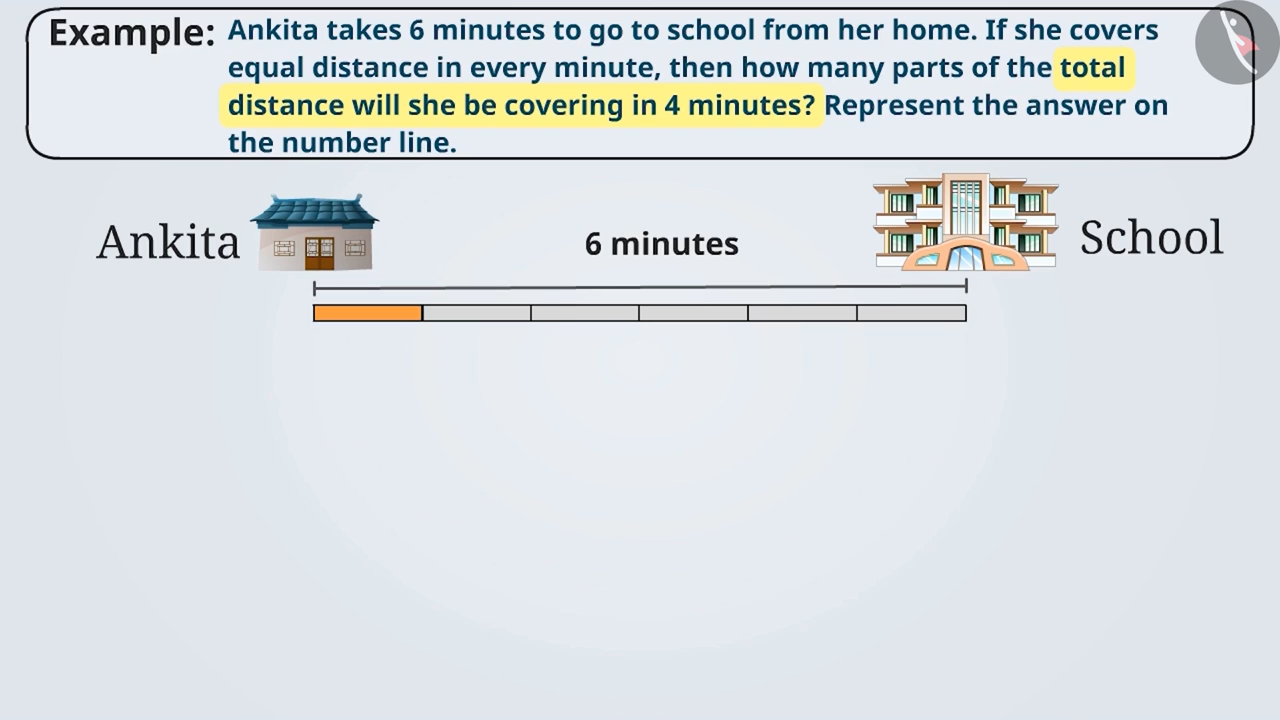 Example: Ankita takes 6 minutes to go to school from her home. If she covers
equal distance in every minute, then how many parts of the total
distance will she be covering in 4 minutes? Represent the answer on
the number line.
Ankita
6 minutes
School